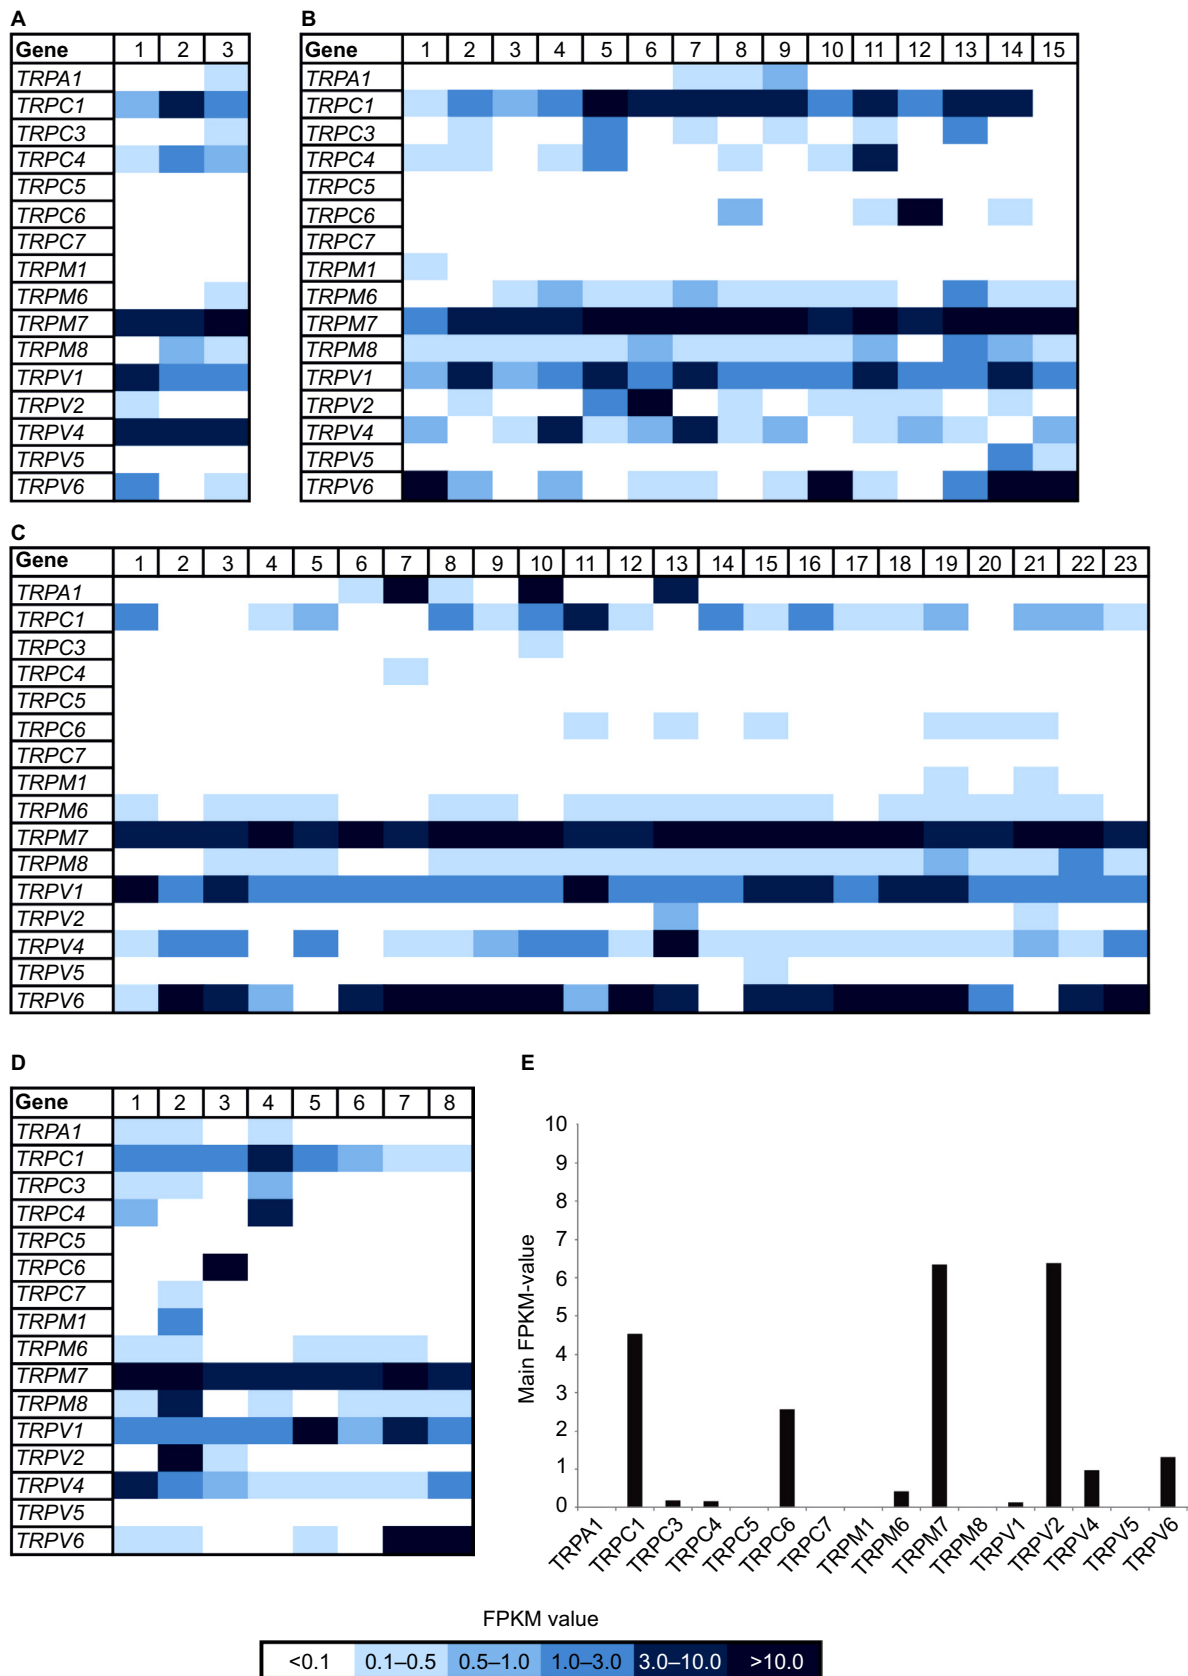 A
Gene 1 2 3
TRPA1
TRPC1
TRPC3
TRPC4
TRPC5
TRPC6
TRPC7
TRPM1
TRPM6
TRPM7
TRPM8
TRPV1
TRPV2
TRPV4
TRPV5
TRPV6
B
Gene 1 2 3 4 5 6 7 8 9 10 11 12 13 14 15
TRPA1
TRPC1
TRPC3
TRPC4
TRPC5
TRPC6
TRPC7
TRPM1
TRPM6
TRPM7
TRPM8
TRPV1
TRPV2
TRPV4
TRPV5
TRPV6
C
Gene 1 2 3 4 5 6 7 8 9 10 11 12 13 14 15 16 17 18 19 20 21 22 23
TRPA1
TRPC1
TRPC3
TRPC4
TRPC5
TRPC6
TRPC7
TRPM1
TRPM6
TRPM7
TRPM8
TRPV1
TRPV2
TRPV4
TRPV5
TRPV6
D
Gene 1 2 3 4 5 6 7 8
TRPA1
TRPC1
TRPC3
TRPC4
TRPC5
TRPC6
TRPC7
TRPM1
TRPM6
TRPM7
TRPM8
TRPV1
TRPV2
TRPV4
TRPV5
TRPV6
E
Main FPKM-value
10
9
8
7
6
5
4
3
2
1
0
TRPA1 TRPC1 TRPC3 TRPC4 TRPC5 TRPC6 TRPC7 TRPM1 TRPM6 TRPM7 TRPM8 TRPV1 TRPV2 TRPV4 TRPV5 TRPV6
FPKM value
<0.1 0.1–0.5 0.5–1.0 1.0–3.0 3.0–10.0 >10.0